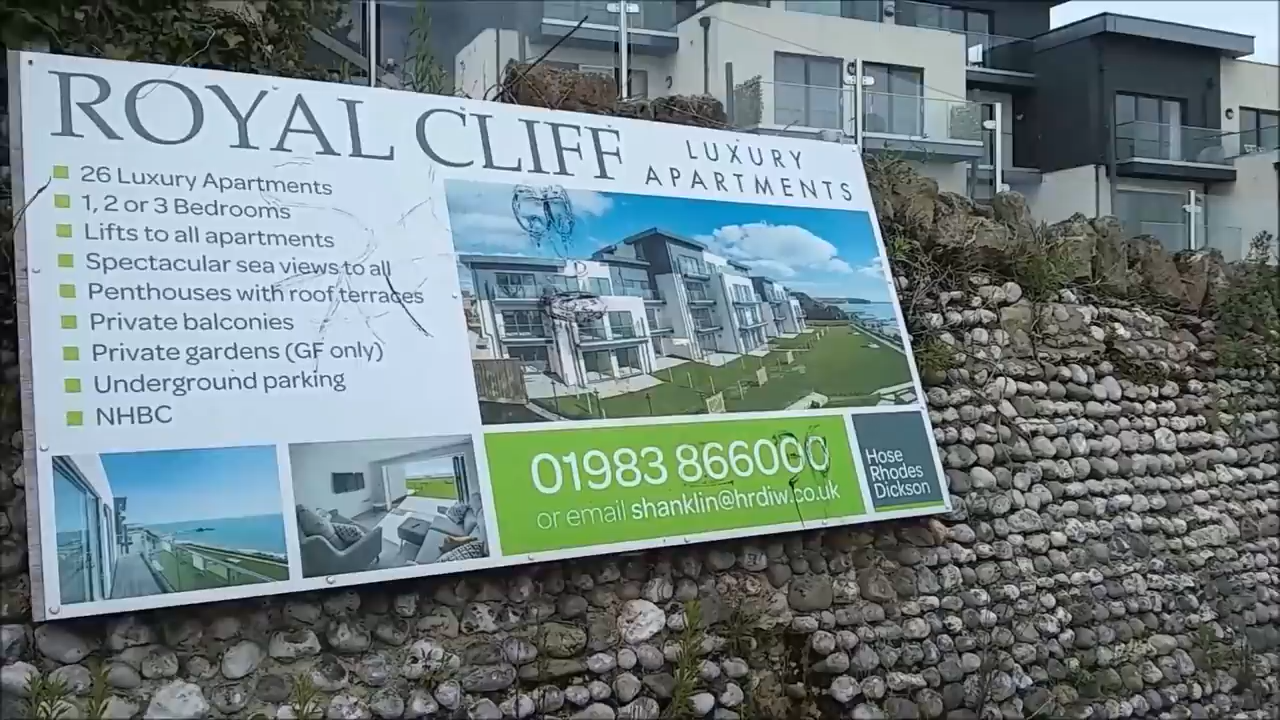 ROYAL CLIFF
LUXURY
APARTMENTS
26 Luxury Apartments
1, 2 or 3 Bedrooms
Lifts to all apartments
Spectacular sea views to all
Penthouses with roof terraces
Private balconies
Private gardens (GF only)
Underground parking
NHBC
01983 866000
or email shanklin@hrdiw.co.uk
Hose
Rhodes
Dickson